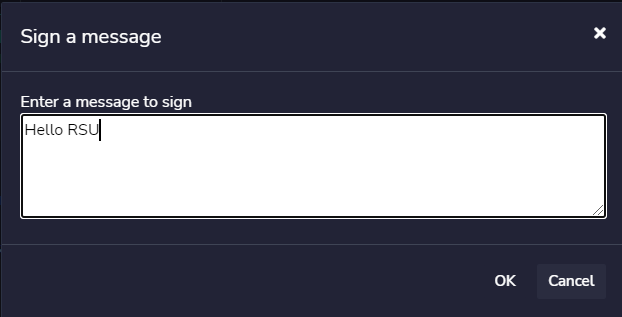 Sign a message
Enter a message to sign
Hello RSU
OK
Cancel